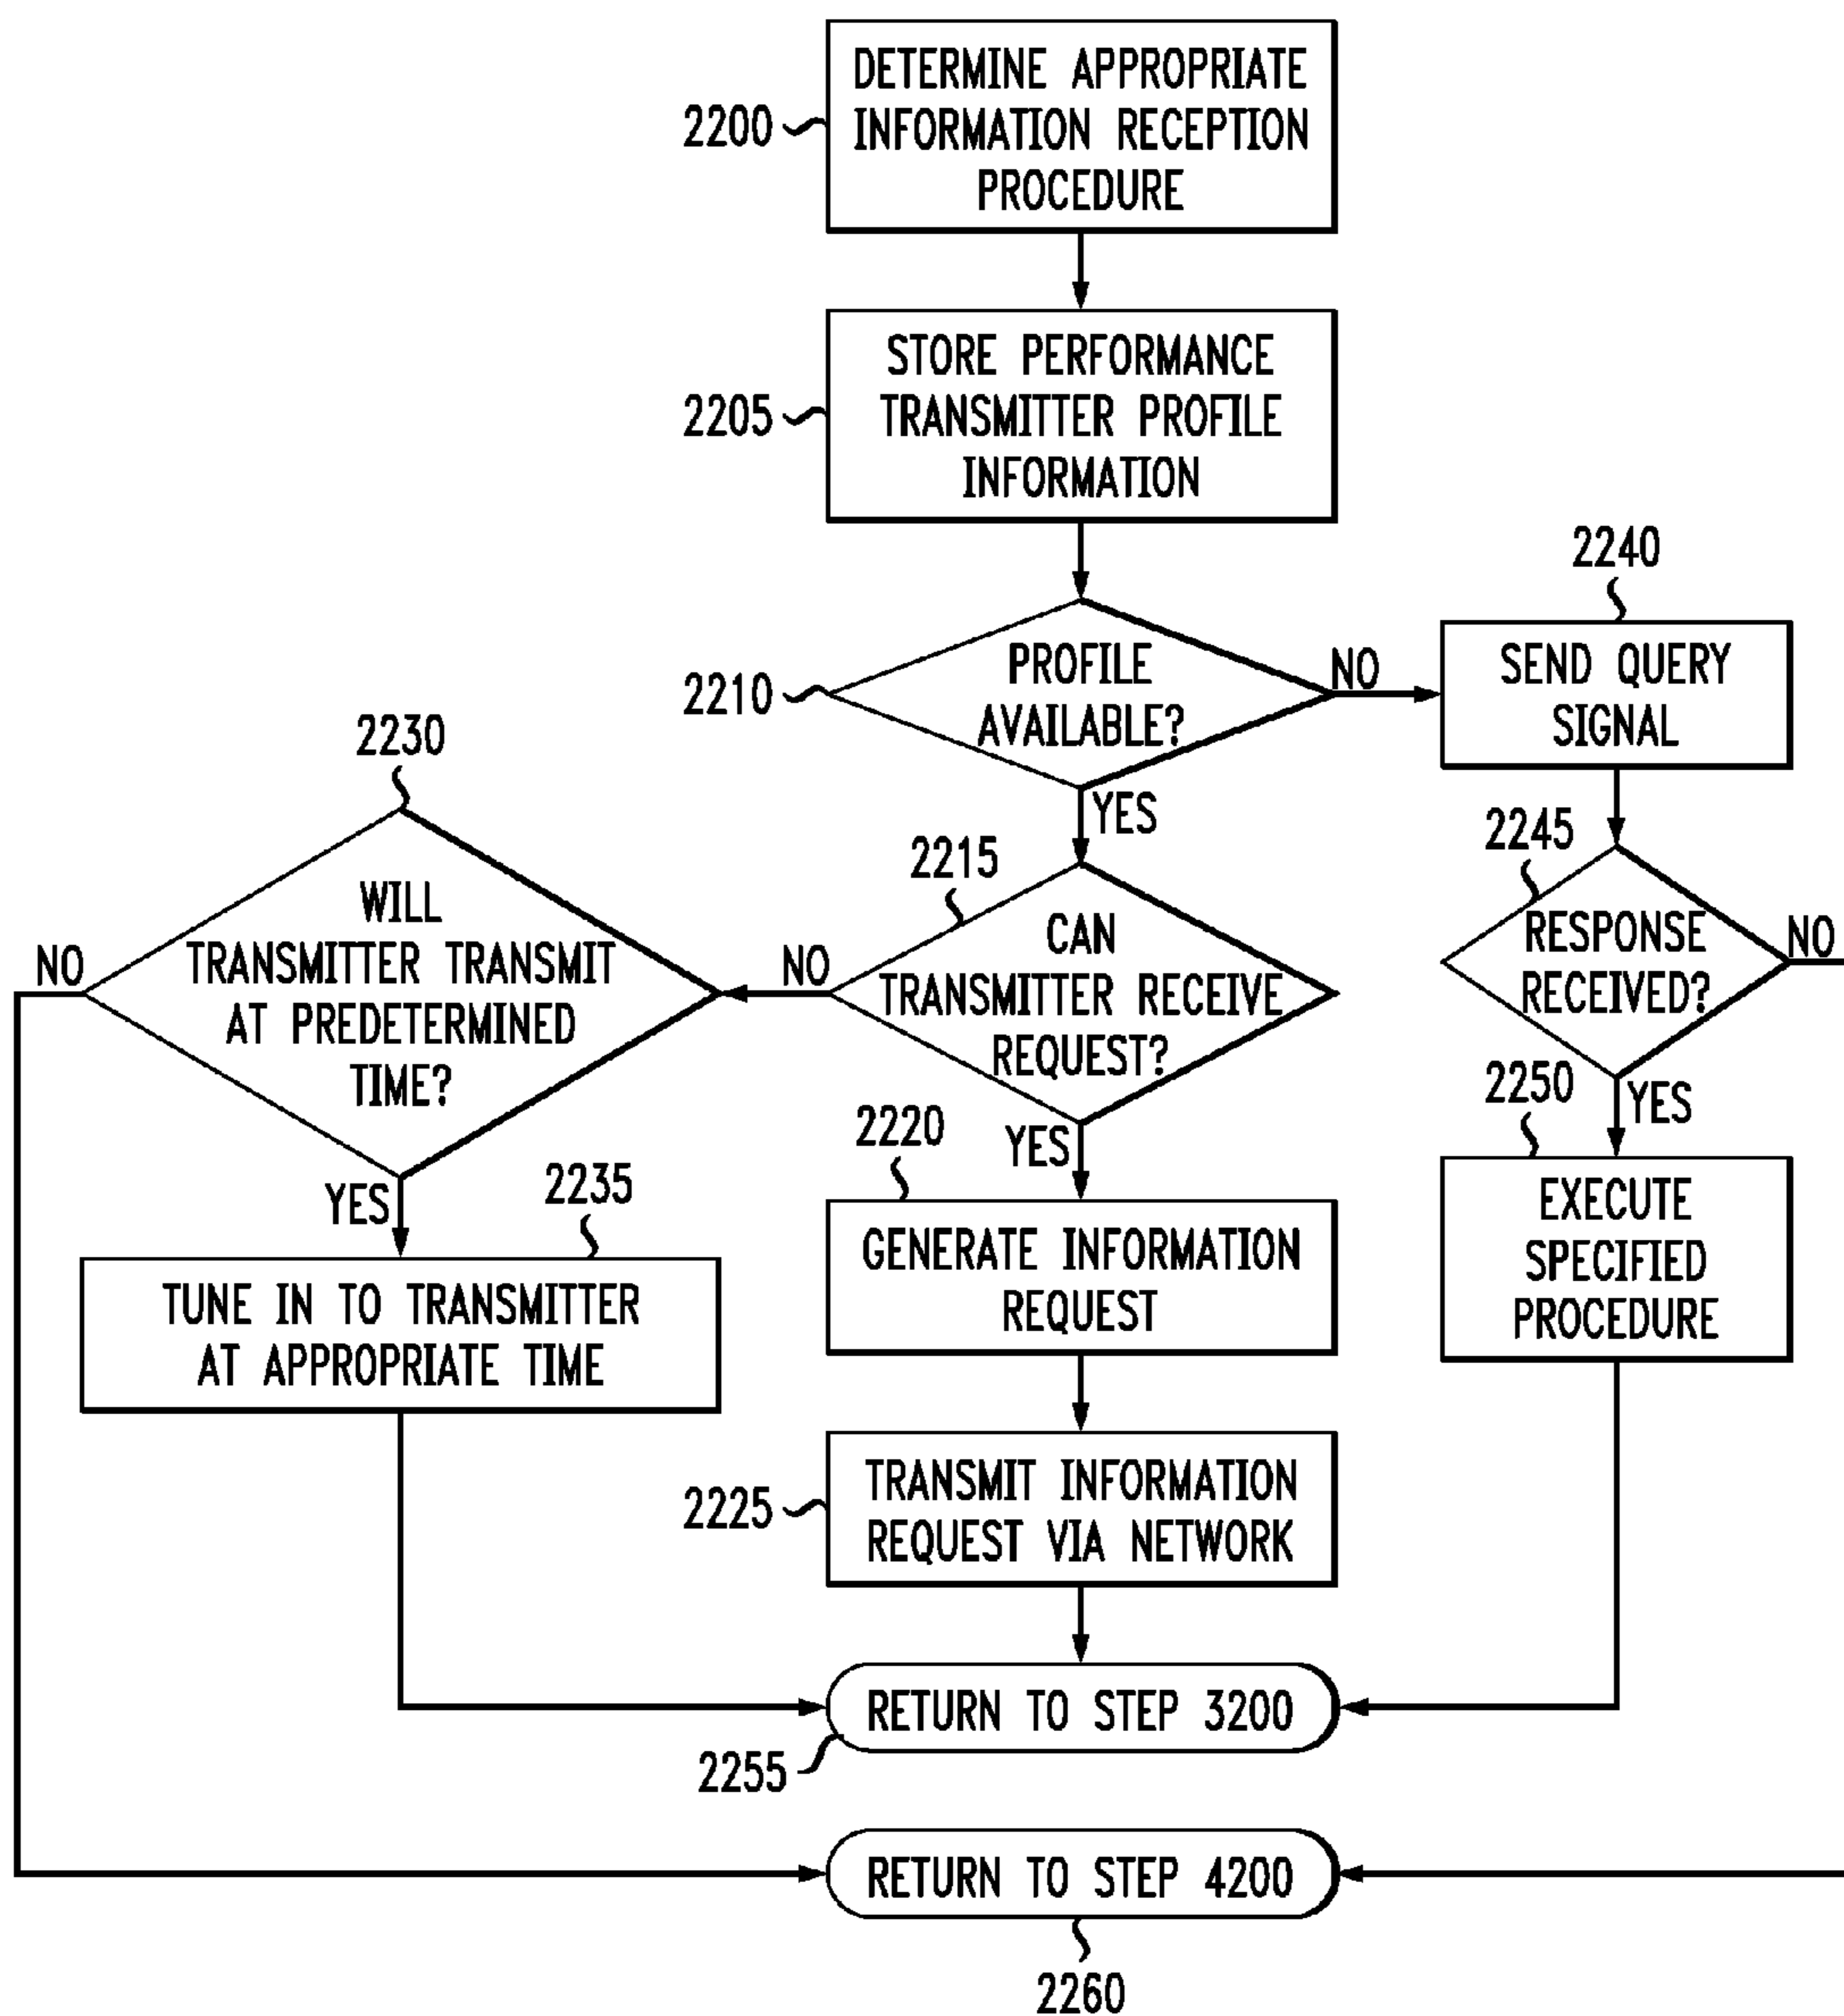 DETERMINE APPROPRIATE
INFORMATION RECEPTION
PROCEDURE
2200
STORE PERFORMANCE
TRANSMITTER PROFILE
INFORMATION
2205
PROFILE
AVAILABLE?
2210
NO
YES
2240
SEND QUERY
SIGNAL
2230
WILL
TRANSMITTER TRANSMIT
AT PREDETERMINED
TIME?
NO
YES
2215
CAN
TRANSMITTER RECEIVE
REQUEST?
NO
YES
2245
RESPONSE
RECEIVED?
NO
YES
2235
TUNE IN TO TRANSMITTER
AT APPROPRIATE TIME
2220
GENERATE INFORMATION
REQUEST
2250
EXECUTE
SPECIFIED
PROCEDURE
2225
TRANSMIT INFORMATION
REQUEST VIA NETWORK
RETURN TO STEP 3200
2255
RETURN TO STEP 4200
2260